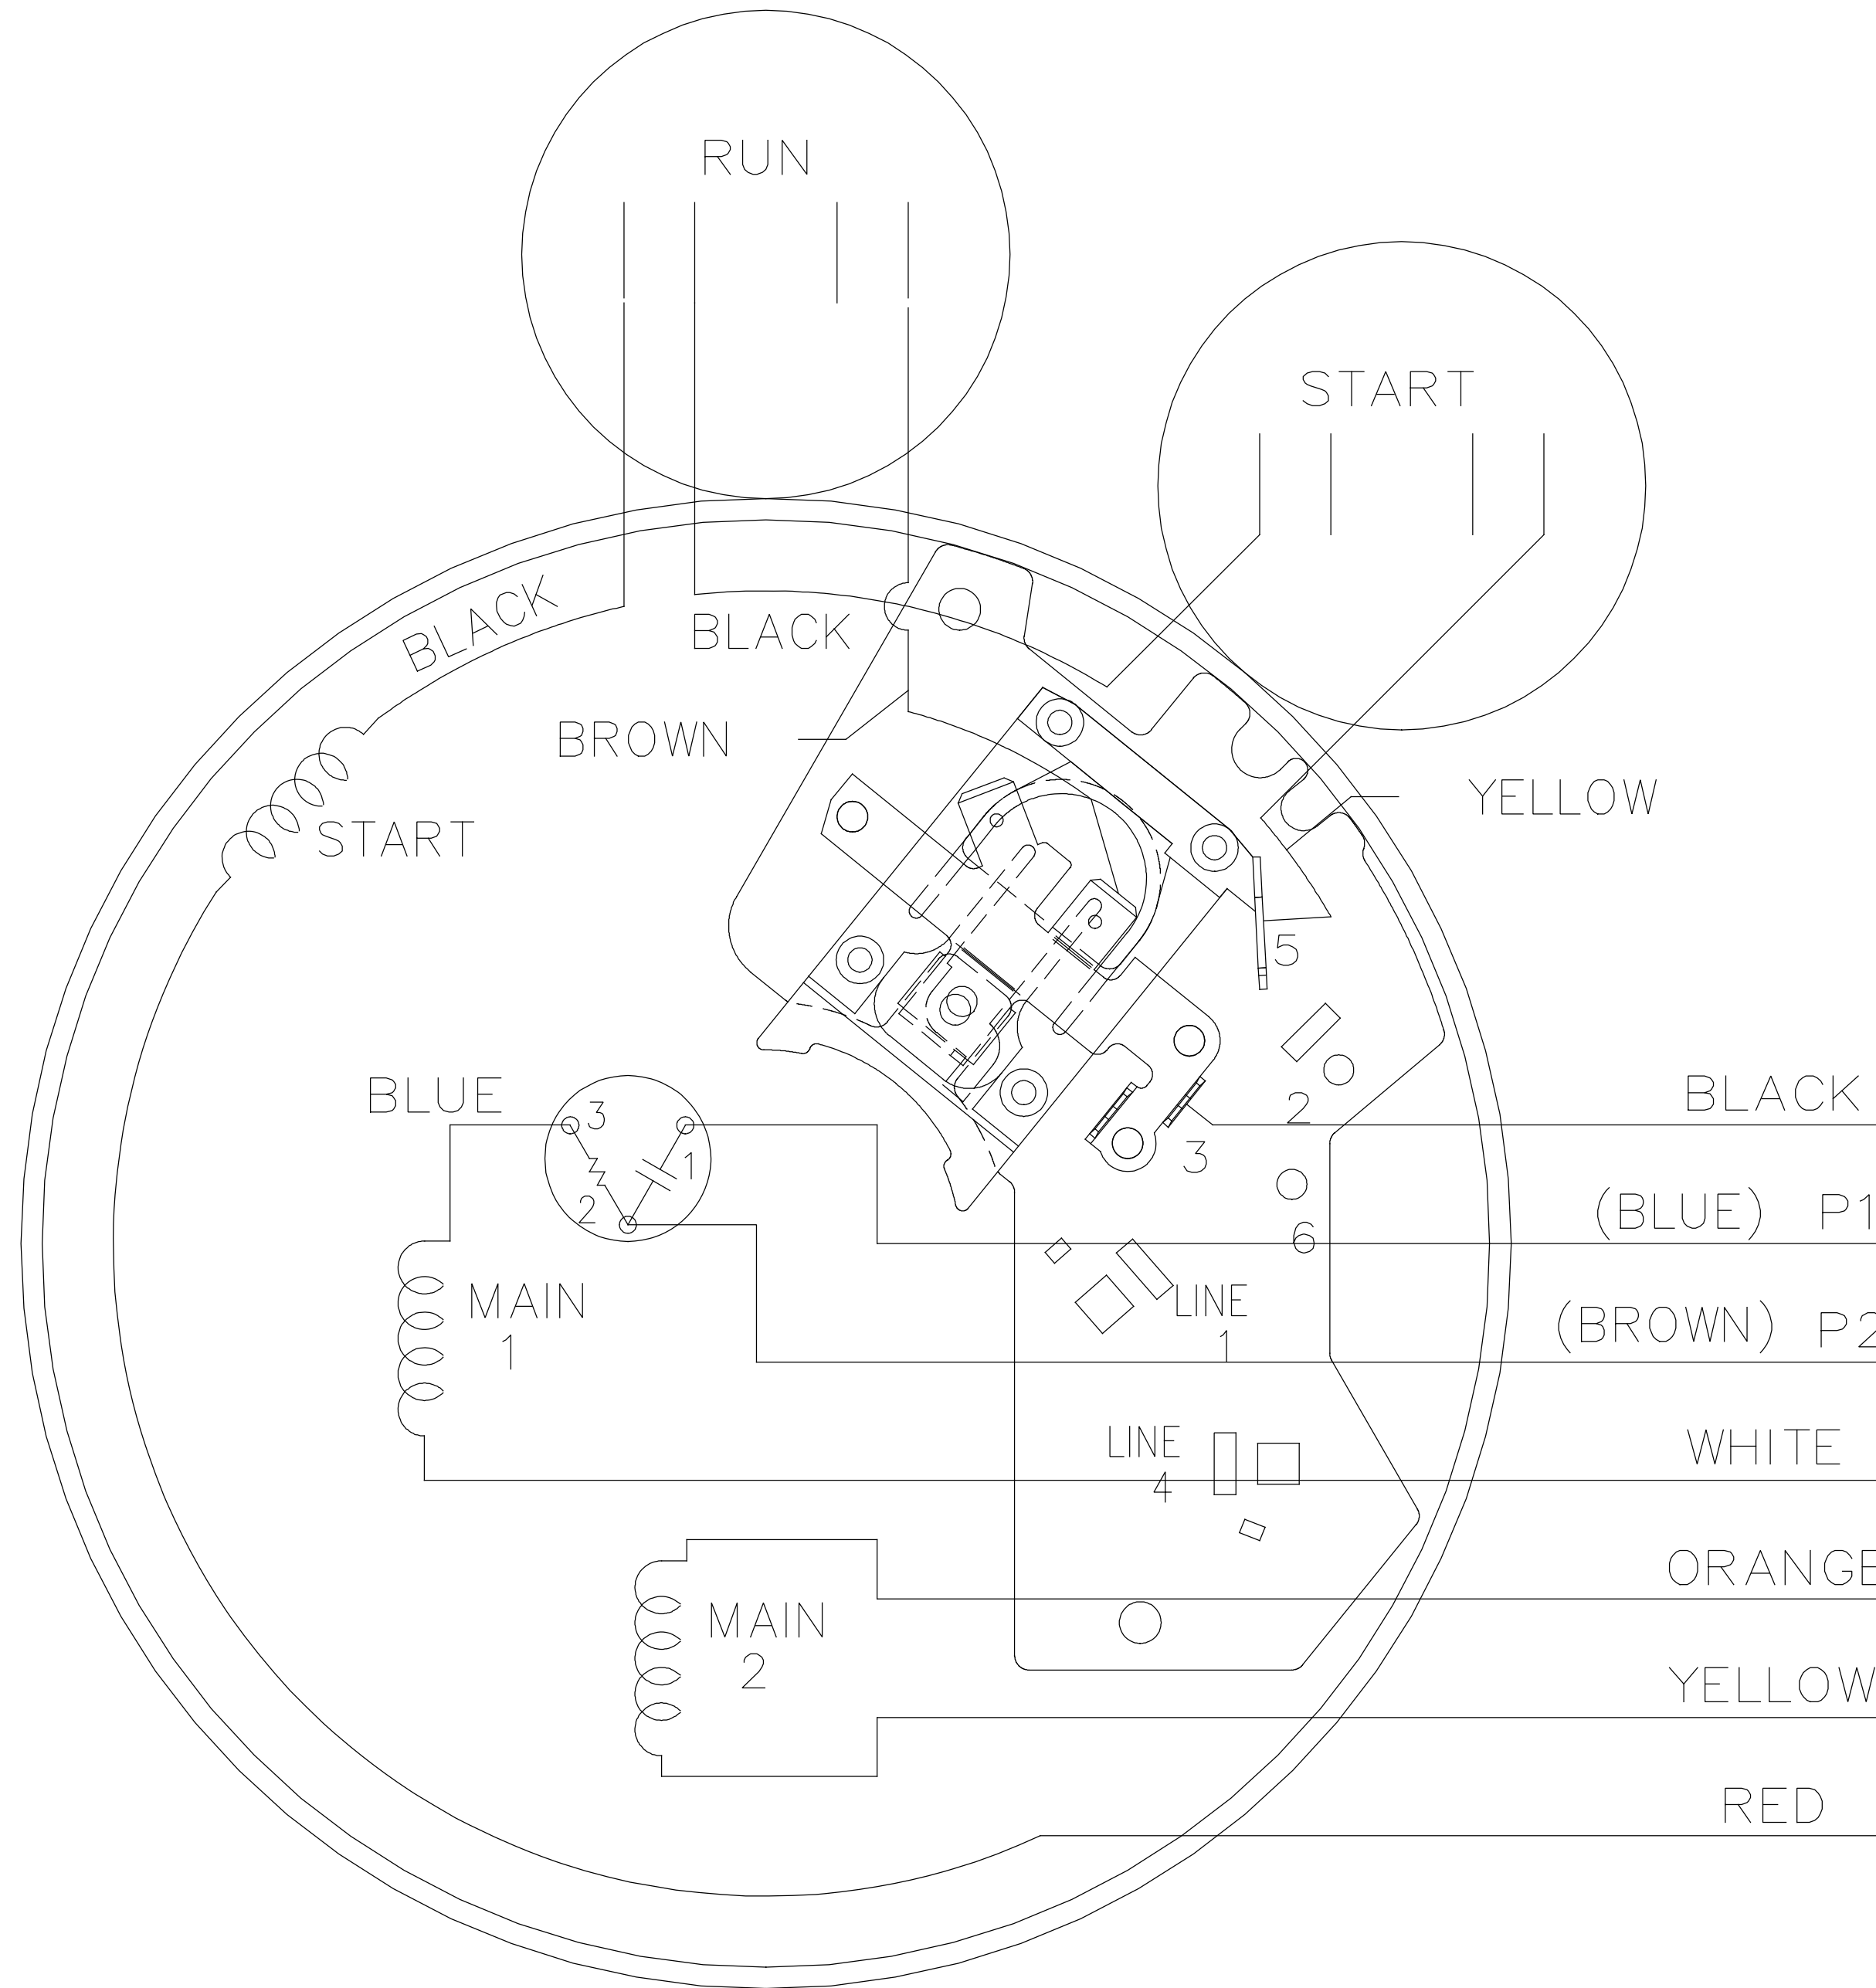 RUN
START
BLACK
BLACK
BROWN
YELLOW
START
5
BLUE
3
1
2
2
BLACK
3
(BLUE) P1
6
MAIN
1
LINE
1
(BROWN) P2
LINE
4
WHITE
ORANGE
MAIN
2
YELLOW
RED